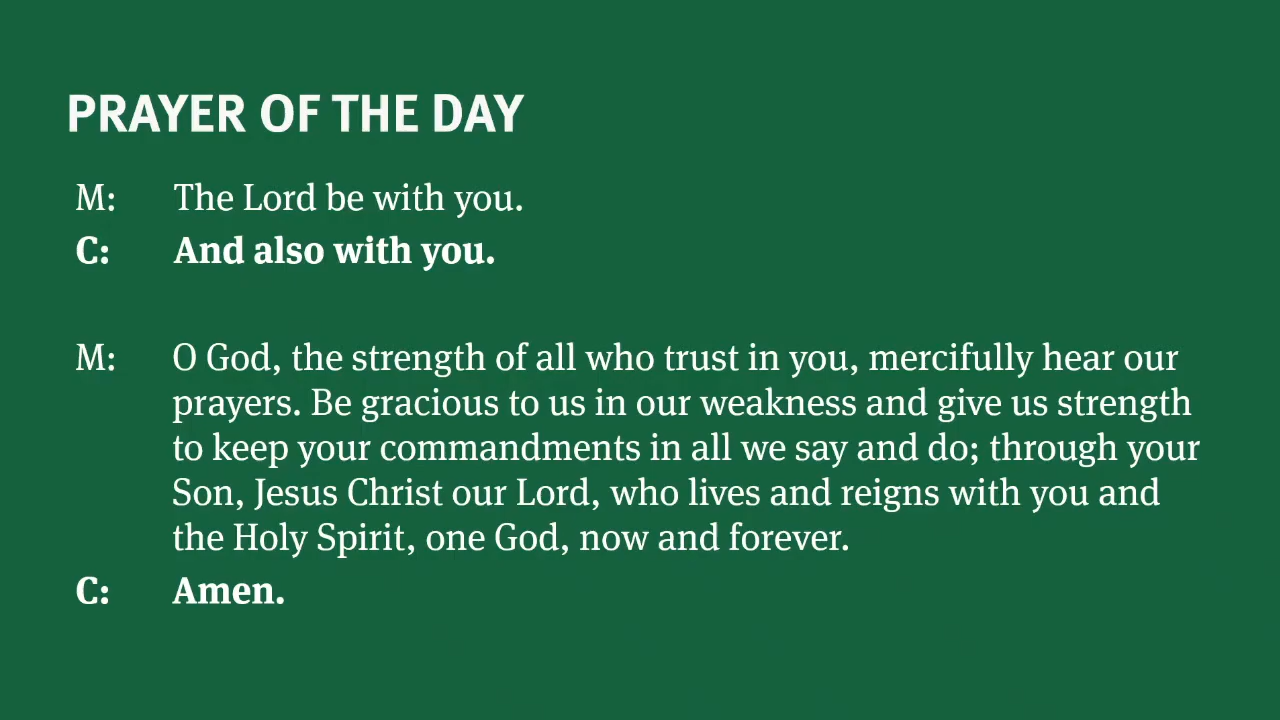 PRAYER OF THE DAY
M: The Lord be with you.
C: And also with you.
M: O God, the strength of all who trust in you, mercifully hear our
prayers. Be gracious to us in our weakness and give us strength
to keep your commandments in all we say and do; through your
Son, Jesus Christ our Lord, who lives and reigns with you and
the Holy Spirit, one God, now and forever.
C: Amen.